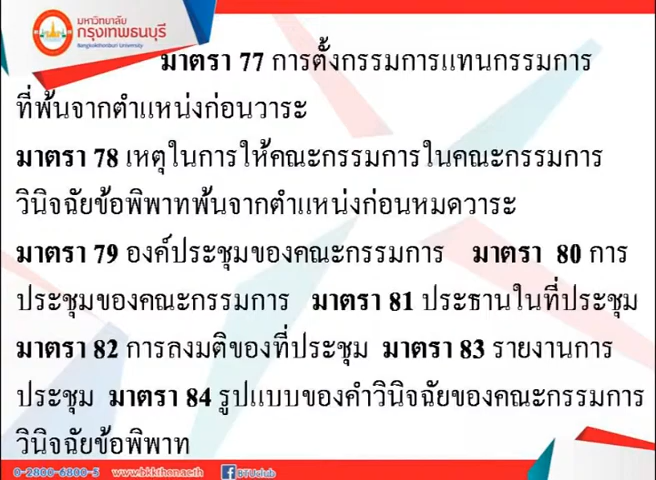 มหาวิทยาลัย
กรุงเทพธนบุรี
Bangkokthonburi University
มาตรา 77 การตั้งกรรมการแทนกรรมการ
ที่พ้นจากตำแหน่งก่อนวาระ
มาตรา 78 เหตุในการให้คณะกรรมการในคณะกรรมการ
วินิจฉัยข้อพิพาทพ้นจากตำแหน่งก่อนหมดวาระ
มาตรา 79 องค์ประชุมของคณะกรรมการ มาตรา 80 การ
ประชุมของคณะกรรมการ มาตรา 81 ประธานในที่ประชุม
มาตรา 82 การลงมติของที่ประชุม มาตรา 83 รายงานการ
ประชุม มาตรา 84 รูปแบบของคำวินิจฉัยของคณะกรรมการ
วินิจฉัยข้อพิพาท
0-2800-6800-5 www.bkkthon.ac.th BTUclub